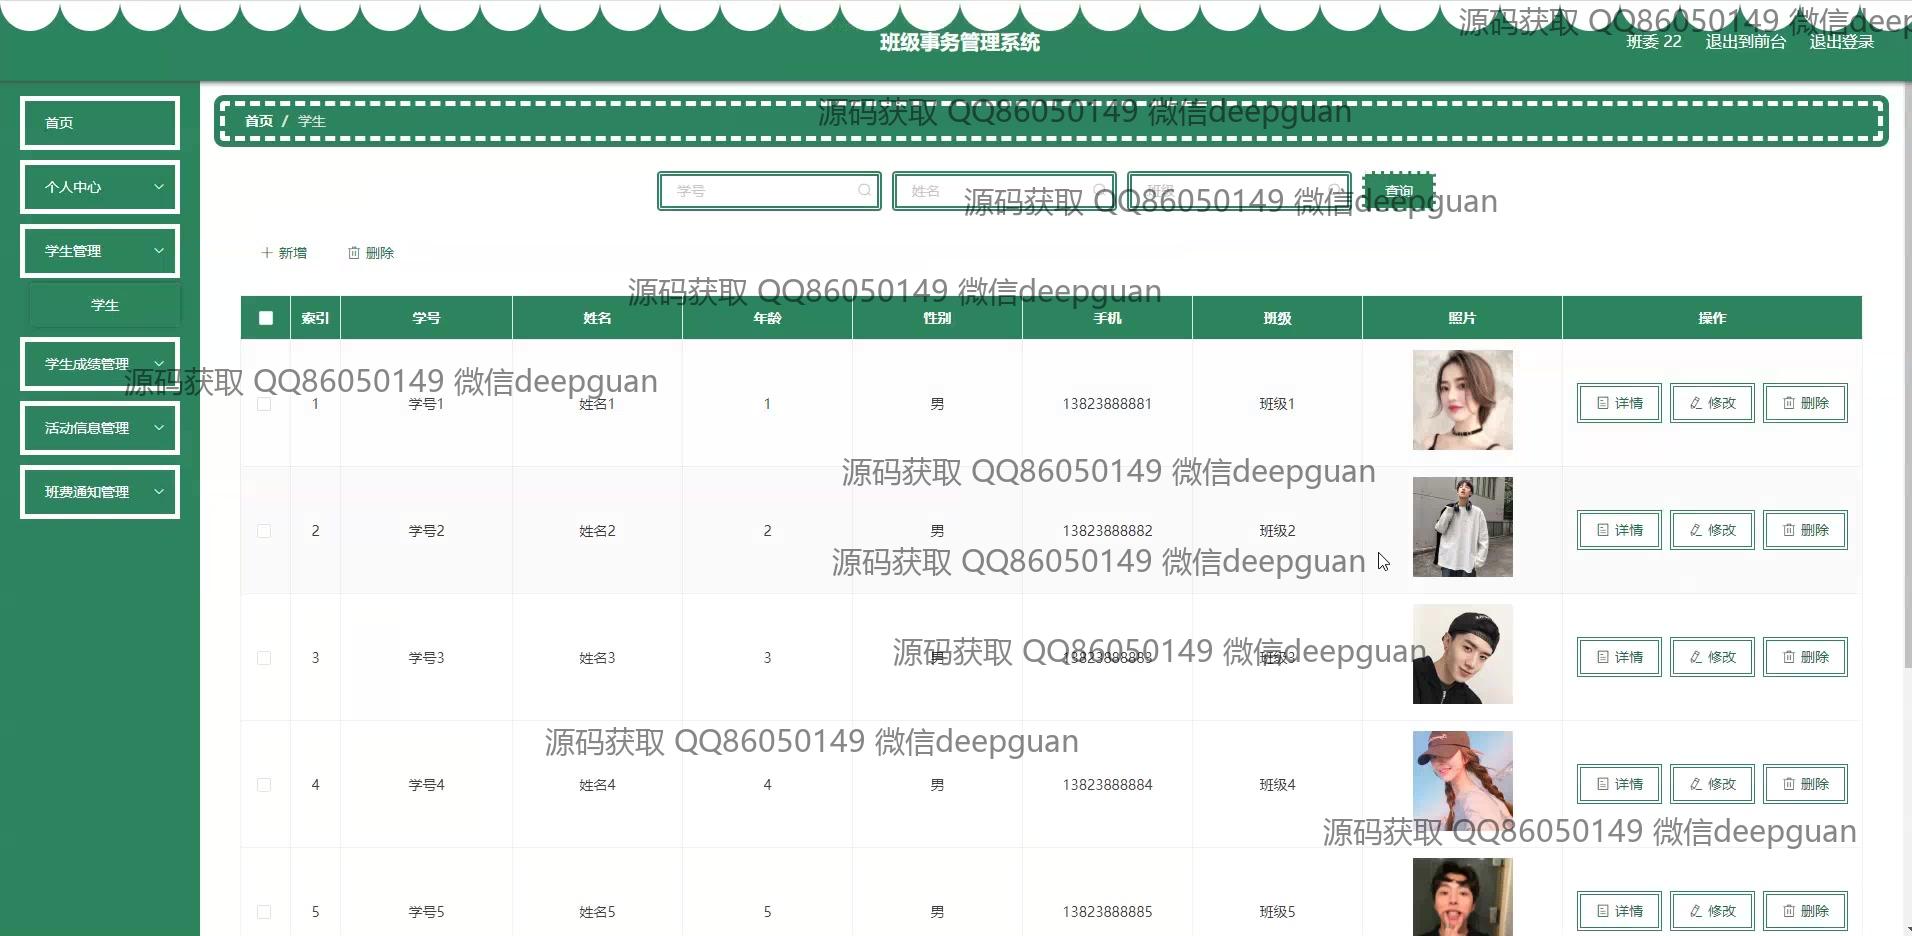 源码获取 QQ86050149 微信deep
班级事务管理系统
班委 22 退出到前台 退出登录
首页
个人中心
学生管理
学生
学生成绩管理
活动信息管理
班费通知管理
首页 / 学生
源码获取 QQ86050149 微信deepguan
学号 姓名 班级 查询
源码获取 QQ86050149 微信deepguan
新增 删除
源码获取 QQ86050149 微信deepguan
索引 学号 姓名 年龄 性别 手机 班级 照片 操作
源码获取 QQ86050149 微信deepguan
1 学号1 姓名1 1 男 13823888881 班级1 详情 修改 删除
源码获取 QQ86050149 微信deepguan
2 学号2 姓名2 2 男 13823888882 班级2 详情 修改 删除
源码获取 QQ86050149 微信deepguan
源码获取 QQ86050149 微信deepguan
3 学号3 姓名3 3 男 13823888883 班级3 详情 修改 删除
源码获取 QQ86050149 微信deepguan
4 学号4 姓名4 4 男 13823888884 班级4 详情 修改 删除
源码获取 QQ86050149 微信deepguan
5 学号5 姓名5 5 男 13823888885 班级5 详情 修改 删除